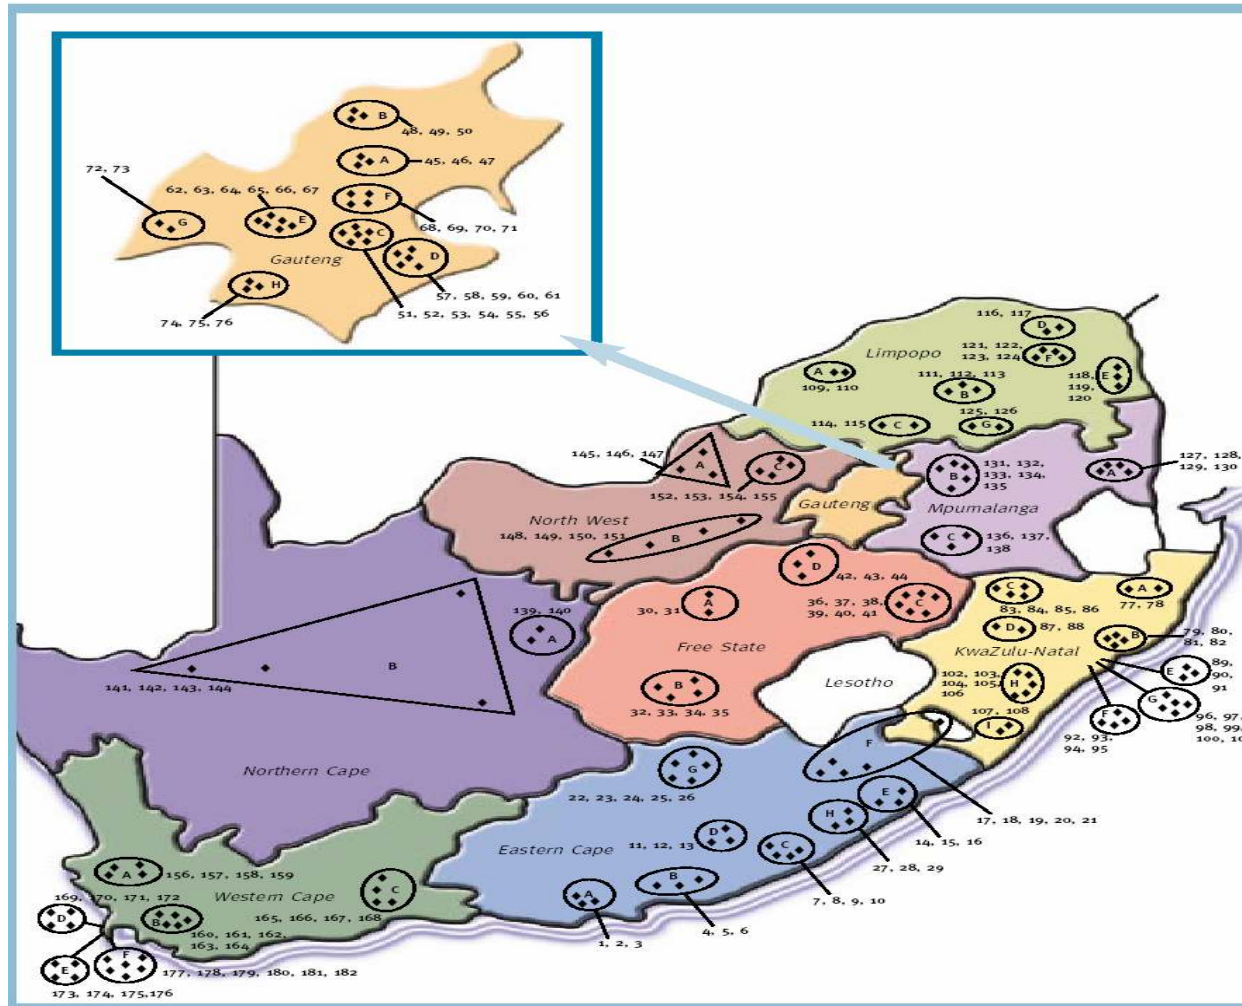 B
48, 49, 50
A
45, 46, 47
72, 73
62, 63, 64, 65, 66, 67
F
68, 69, 70, 71
G
E
C
D
Gauteng
H
57, 58, 59, 60, 61
51, 52, 53, 54, 55, 56
74, 75, 76
116, 117
D
Limpopo
121, 122,
123, 124
F
A
109, 110
111, 112, 113
B
E
118,
119,
120
125, 126
114, 115
C
G
145, 146, 147
A
C
152, 153, 154, 155
131, 132,
133, 134,
135
B
127, 128,
129, 130
A
North West
Gauteng
Mpumalanga
148, 149, 150, 151
B
C
136, 137,
138
D
42, 43, 44
30, 31
A
36, 37, 38,
39, 40, 41
C
C
83, 84, 85, 86
A
77, 78
139, 140
A
Free State
D
87, 88
KwaZulu-Natal
B
79, 80,
81, 82
B
141, 142, 143, 144
B
32, 33, 34, 35
Lesotho
102, 103,
104, 105,
106
H
E
89,
90,
91
G
96, 97,
98, 99,
100,
F
92, 93,
94, 95
107, 108
I
Northern Cape
F
G
22, 23, 24, 25, 26
E
17, 18, 19, 20, 21
14, 15, 16
H
27, 28, 29
D
11, 12, 13
C
7, 8, 9, 10
Eastern Cape
B
4, 5, 6
A
1, 2, 3
A
156, 157, 158, 159
169, 170, 171, 172
Western Cape
C
165, 166, 167, 168
D
B
160, 161, 162,
163, 164
F
177, 178, 179, 180, 181, 182
E
173, 174, 175,176